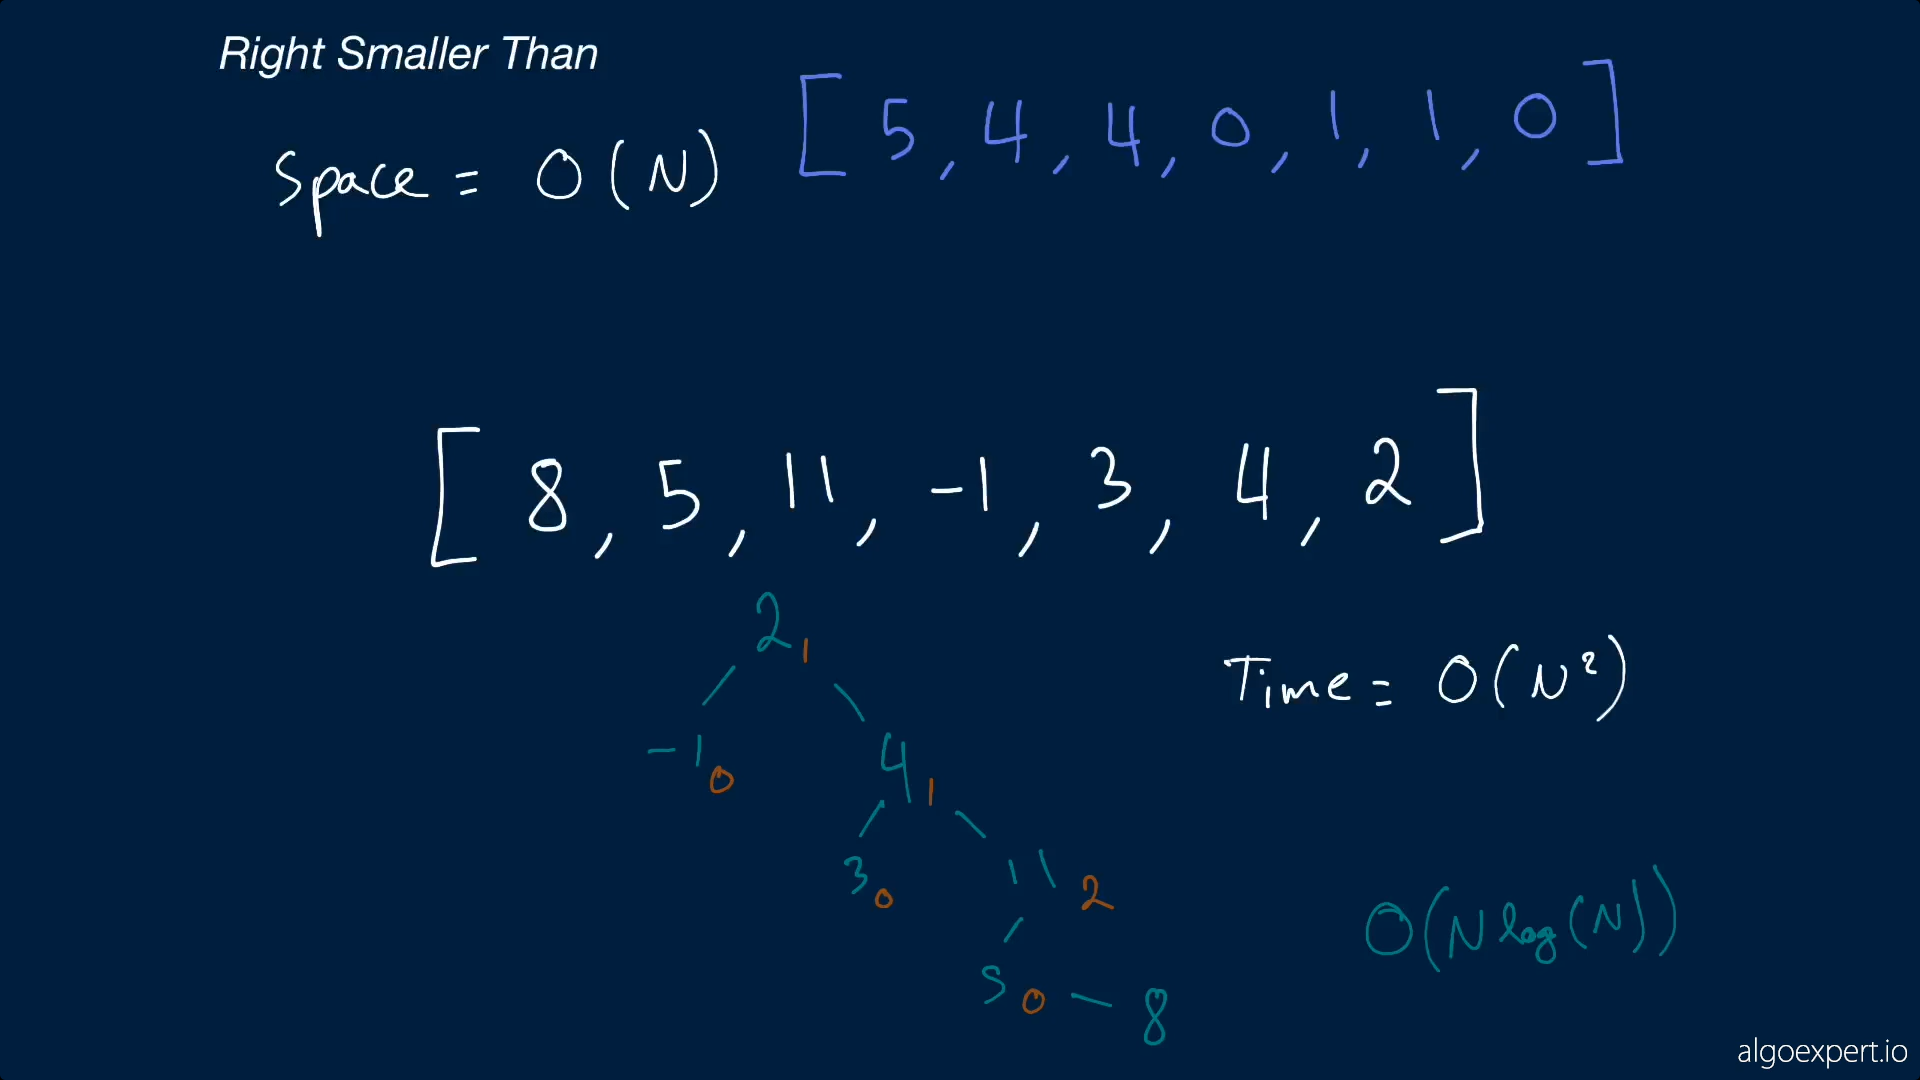 Right Smaller Than
[5, 4, 4, 0, 1, 1, 0]
Space = O(N)
[8, 5, 11, -1, 3, 4, 2]
2 1
Time = O(N²)
-1 0
4 1
3 0
11 2
O(N log(N))
5 0 8
algoexpert.io